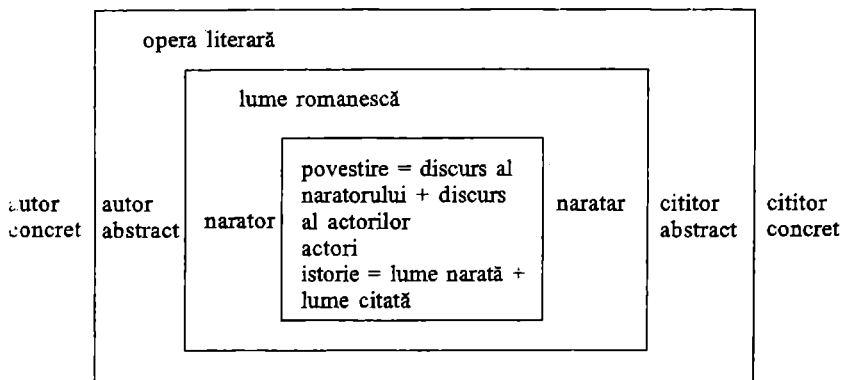 opera literară
lume romanescă
povestire = discurs al
naratorului + discurs
al actorilor
actori
istorie = lume narată +
lume citată
autor
concret
autor
abstract
narator
naratar
cititor
abstract
cititor
concret